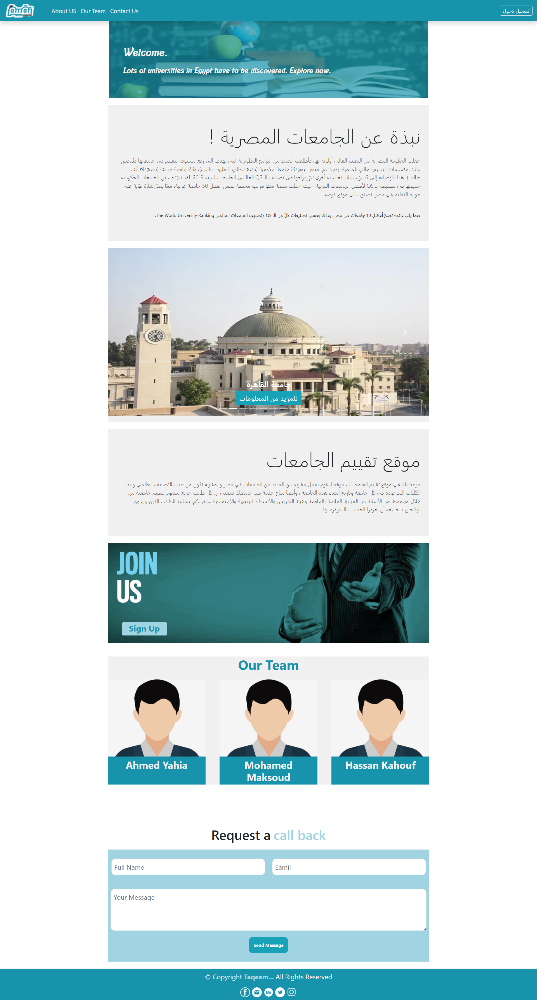 تقييم
About US Our Team Contact Us
تسجيل دخول
Welcome.
Lots of universities in Egypt have to be discovered. Explore now.
نبذة عن الجامعات المصرية !
جعلت الحكومة المصرية من التعليم العالي أولوية لها، فأطلقت العديد من البرامج التطويرية التي تهدف إلى رفع مستوى التعليم في جامعاتها فتُنافس
بذلك مؤسسات التعليم العالي العالمية. يوجد في مصر اليوم 20 جامعة حكومية (تضمّ حوالي 2 مليون طالب)، و23 جامعة خاصّة (تضمّ 60 ألف
طالب). هذا بالإضافة إلى 6 مؤسسات تعليمية أخرى تمّ إدراجها في تصنيف الـ QS العالمي للجامعات لسنة 2019. لقد تمّ تضمين الجامعات الحكومية
جميعها في تصنيف الـ QS لأفضل الجامعات العربية، حيث احتلت سبعة منها مراتب مختلفة ضمن أفضل 50 جامعة عربية، ممّا يعدّ إشارة قوّية على
جودة التعليم في مصر. تصفح على موقع فرصة .
فيما يلي قائمة تضمّ أفضل 10 جامعات في مصر، وذلك بحسب تصنيفات كلّ من الـ QS وتصنيف الجامعات العالمي The World University Ranking.
جامعة القاهرة
للمزيد من المعلومات
موقع تقييم الجامعات
مرحبا بك في موقع تقييم الجامعات ، موقعنا يقوم بعمل مقارنة بين العديد من الجامعات في مصر والمقارنة تكون من حيث التصنيف العالمي وعدد
الكليات الموجودة في كل جامعة وتاريخ إنشاء هذه الجامعة ، وأيضا متاح خدمة قيم جامعتك بمعني ان كل طالب خريج سيقوم بتقييم جامعته من
خلال مجموعة من الأسئلة عن المرافق الخاصة بالجامعة وهيئة التدريس والأنشطة الترفيهية والإجتماعية ...إلخ لكي يساعد الطلاب الذين يريدون
الإلتحاق بالجامعة أن يعرفوا الخدمات المتوفرة بها.
JOIN
US
Sign Up
Our Team
Ahmed Yahia
Mohamed
Maksoud
Hassan Kahouf
Request a call back
Full Name
Eamil
Your Message
Send Message
© Copyright Taqeem... All Rights Reserved
Bē